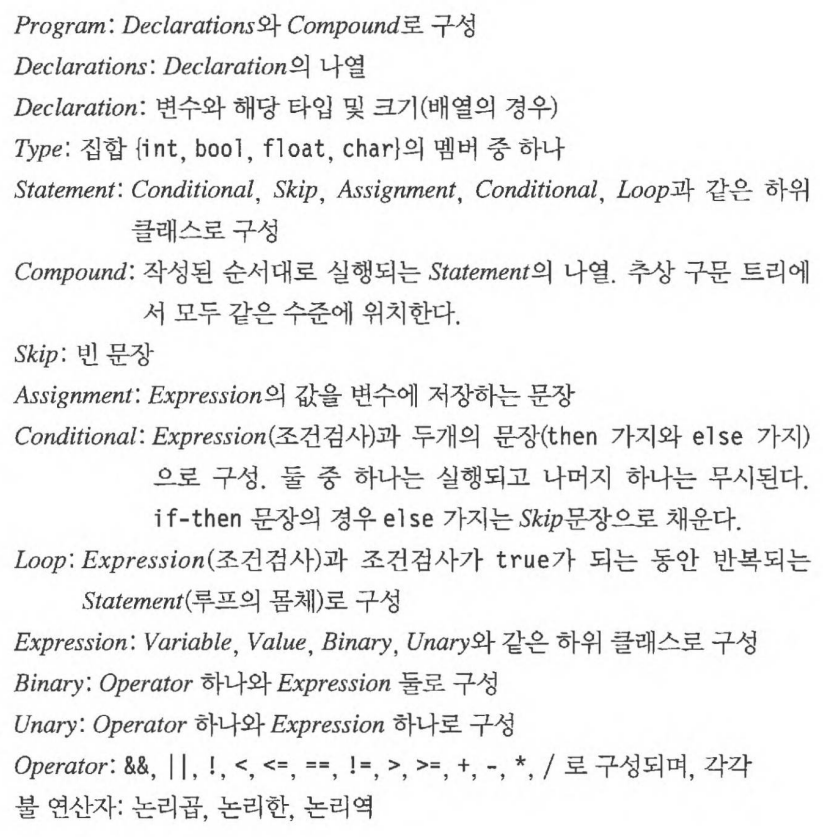 Program: Declarations와 Compound로 구성
Declarations: Declaration의 나열
Declaration: 변수와 해당 타입 및 크기(배열의 경우)
Type: 집합 {int, bool, float, char}의 멤버 중 하나
Statement: Conditional, Skip, Assignment, Conditional, Loop과 같은 하위
클래스로 구성
Compound: 작성된 순서대로 실행되는 Statement의 나열. 추상 구문 트리에
서 모두 같은 수준에 위치한다.
Skip: 빈 문장
Assignment: Expression의 값을 변수에 저장하는 문장
Conditional: Expression(조건검사)과 두개의 문장(then 가지와 else 가지)
으로 구성. 둘 중 하나는 실행되고 나머지 하나는 무시된다.
if-then 문장의 경우 else 가지는 Skip문장으로 채운다.
Loop: Expression(조건검사)과 조건검사가 true가 되는 동안 반복되는
Statement(루프의 몸체)로 구성
Expression: Variable, Value, Binary, Unary와 같은 하위 클래스로 구성
Binary: Operator 하나와 Expression 둘로 구성
Unary: Operator 하나와 Expression 하나로 구성
Operator: &&, ||, !, <, <=, ==, !=, >, >=, +, -, *, / 로 구성되며, 각각
불 연산자: 논리곱, 논리한, 논리역